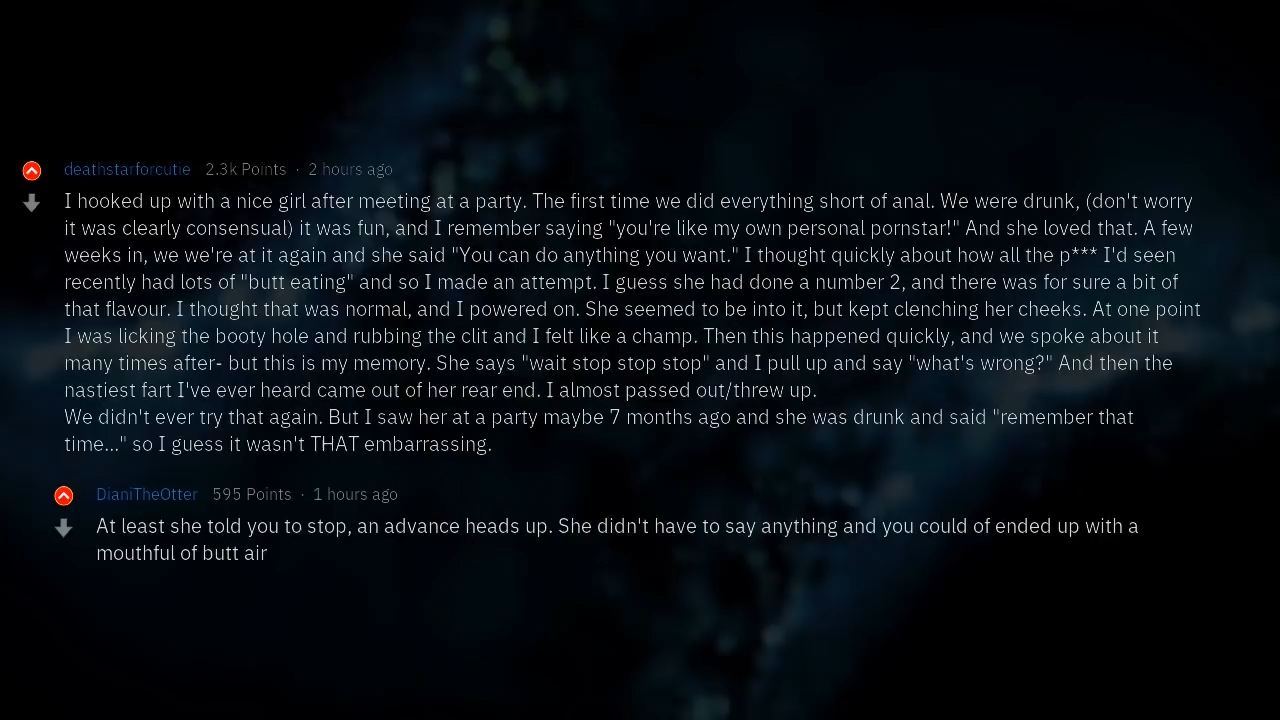 deathstarforcutie 2.3k Points · 2 hours ago
I hooked up with a nice girl after meeting at a party. The first time we did everything short of anal. We were drunk, (don't worry
it was clearly consensual) it was fun, and I remember saying "you're like my own personal pornstar!" And she loved that. A few
weeks in, we we're at it again and she said "You can do anything you want." I thought quickly about how all the p*** I'd seen
recently had lots of "butt eating" and so I made an attempt. I guess she had done a number 2, and there was for sure a bit of
that flavour. I thought that was normal, and I powered on. She seemed to be into it, but kept clenching her cheeks. At one point
I was licking the booty hole and rubbing the clit and I felt like a champ. Then this happened quickly, and we spoke about it
many times after- but this is my memory. She says "wait stop stop stop" and I pull up and say "what's wrong?" And then the
nastiest fart I've ever heard came out of her rear end. I almost passed out/threw up.
We didn't ever try that again. But I saw her at a party maybe 7 months ago and she was drunk and said "remember that
time..." so I guess it wasn't THAT embarrassing.
DianiTheOtter 595 Points · 1 hours ago
At least she told you to stop, an advance heads up. She didn't have to say anything and you could of ended up with a
mouthful of butt air